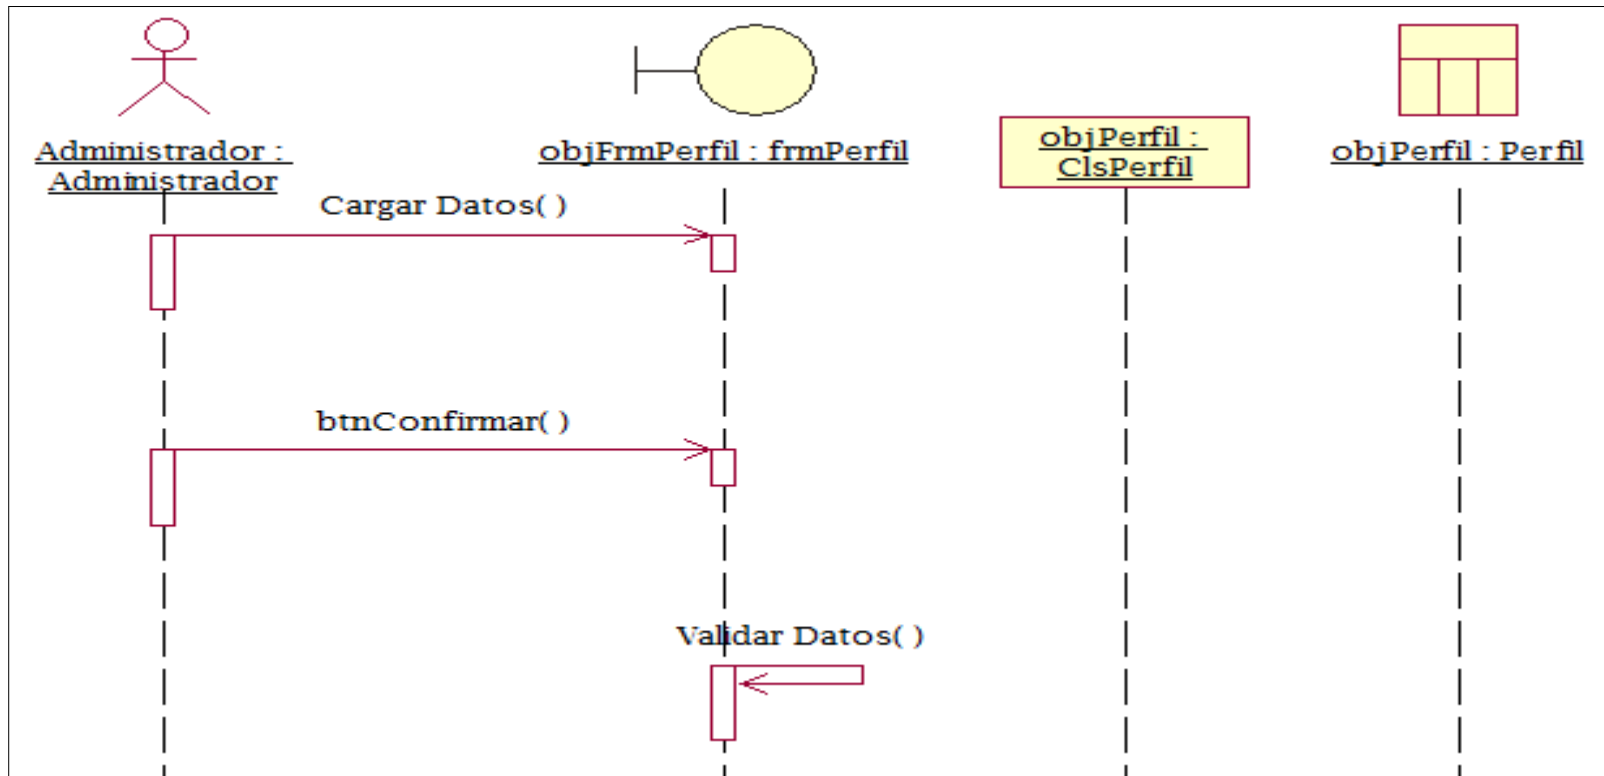 Administrador :
Administrador
objFrmPerfil : frmPerfil
objPerfil :
ClsPerfil
objPerfil : Perfil
Cargar Datos( )
btnConfirmar( )
Validar Datos( )